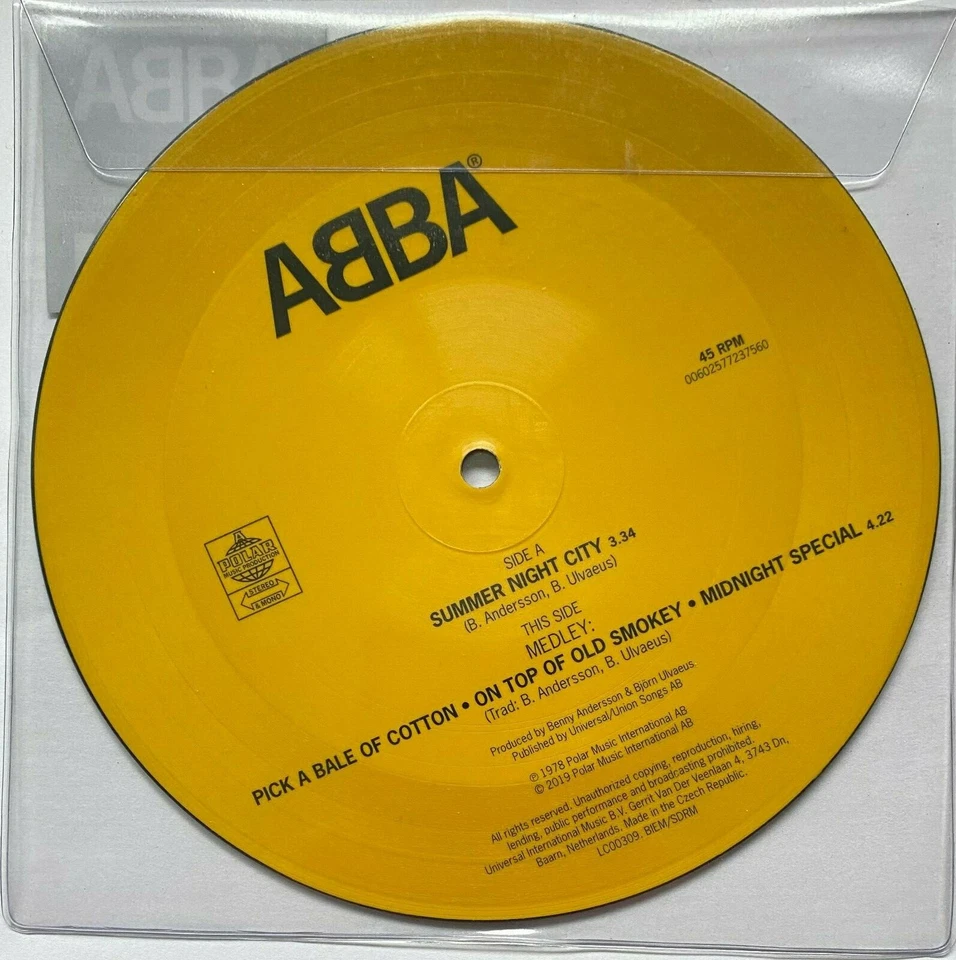 ABBA
ABBA®
45 RPM
00602577237560
A
POLAR
MUSIC PRODUCTION
STEREO
& MONO
SIDE A
SUMMER NIGHT CITY 3.34
(B. Andersson, B. Ulvaeus)
THIS SIDE
MEDLEY:
PICK A BALE OF COTTON • ON TOP OF OLD SMOKEY • MIDNIGHT SPECIAL 4.22
(Trad: B. Andersson, B. Ulvaeus)
Produced by Benny Andersson & Björn Ulvaeus.
Published by Universal/Union Songs AB
℗ 1978 Polar Music International AB
© 2019 Polar Music International AB
All rights reserved. Unauthorized copying, reproduction, hiring,
lending, public performance and broadcasting prohibited.
Universal International Music B.V. Gerrit Van Der Veenlaan 4, 3743 Dn,
Baarn, Netherlands. Made in the Czech Republic.
LC00309. BIEM/SDRM